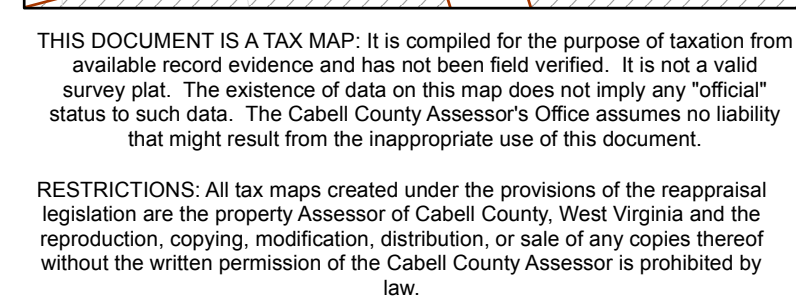 THIS DOCUMENT IS A TAX MAP: It is compiled for the purpose of taxation from
available record evidence and has not been field verified.  It is not a valid
survey plat.  The existence of data on this map does not imply any "official"
status to such data.  The Cabell County Assessor's Office assumes no liability
that might result from the inappropriate use of this document.
RESTRICTIONS: All tax maps created under the provisions of the reappraisal
legislation are the property Assessor of Cabell County, West Virginia and the
reproduction, copying, modification, distribution, or sale of any copies thereof
without the written permission of the Cabell County Assessor is prohibited by
law.